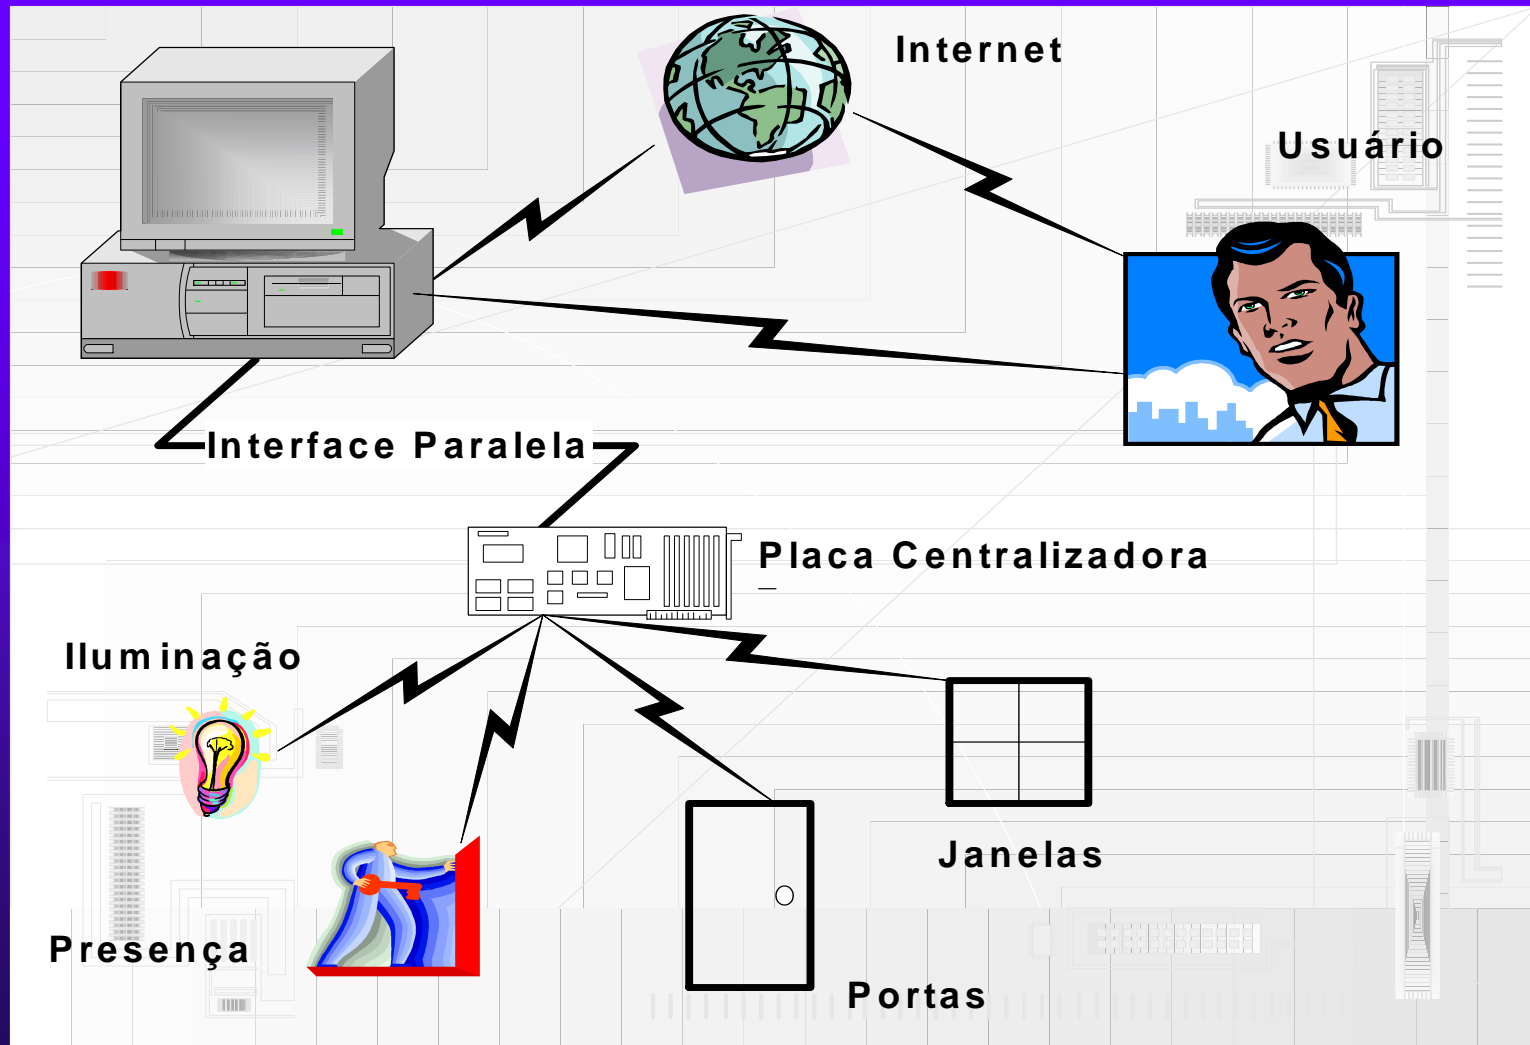 Internet
Usuário
Interface Paralela
Placa Centralizadora
Iluminação
Janelas
Presença
Portas